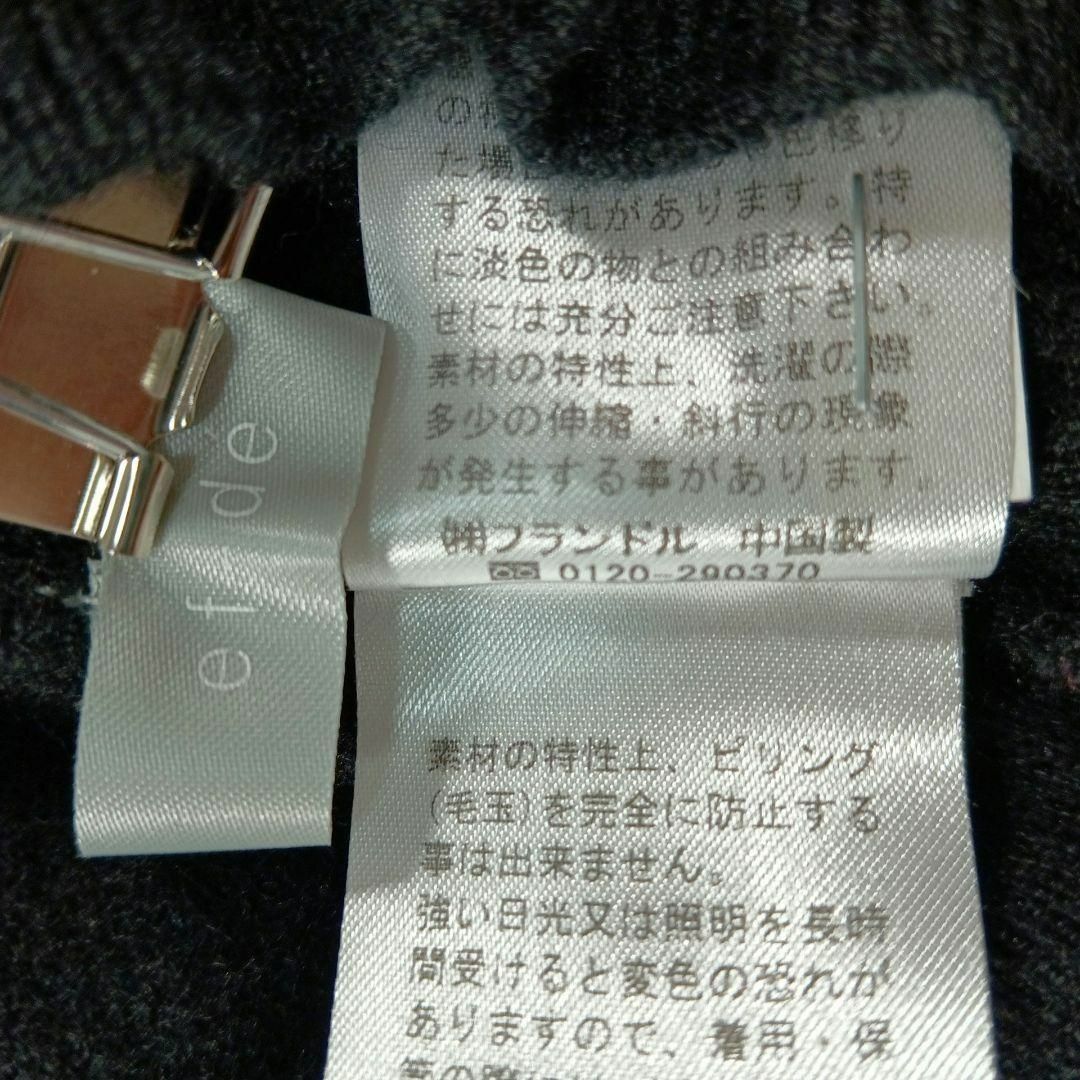 た場
する恐れがあります。特
に淡色の物との組み合わ
せには充分ご注意下さい。
素材の特性上、洗濯の際
多少の伸縮・斜行の現象
が発生する事があります。
㈱フランドル 中国製
0120-290370
ef-de
素材の特性上、ピリング
(毛玉)を完全に防止する
事は出来ません。
強い日光又は照明を長時
間受けると変色の恐れが
ありますので、着用・保